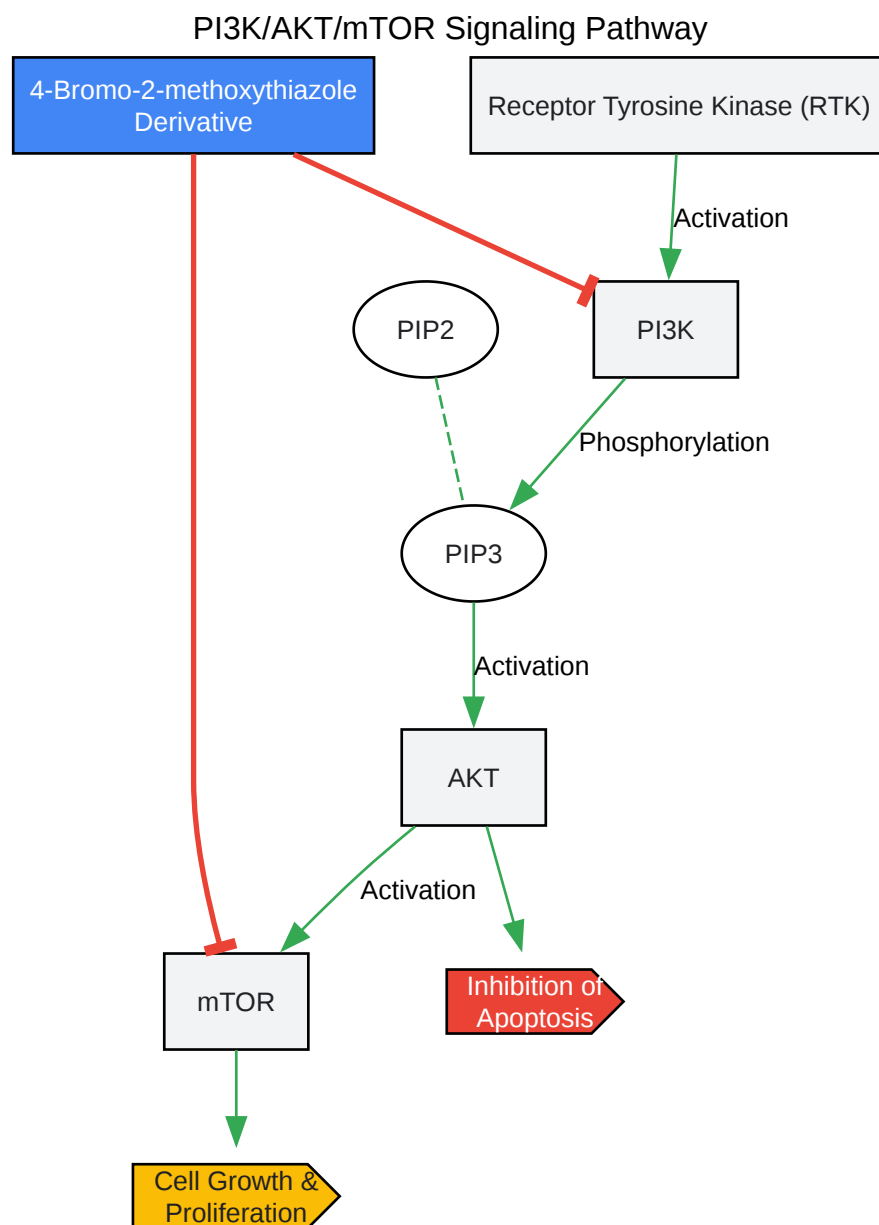 PI3K/AKT/mTOR Signaling Pathway
4-Bromo-2-methoxythiazole
Derivative
Receptor Tyrosine Kinase (RTK)
Activation
PIP2
PI3K
Phosphorylation
PIP3
Activation
AKT
Activation
mTOR
Inhibition of
Apoptosis
Cell Growth &
Proliferation